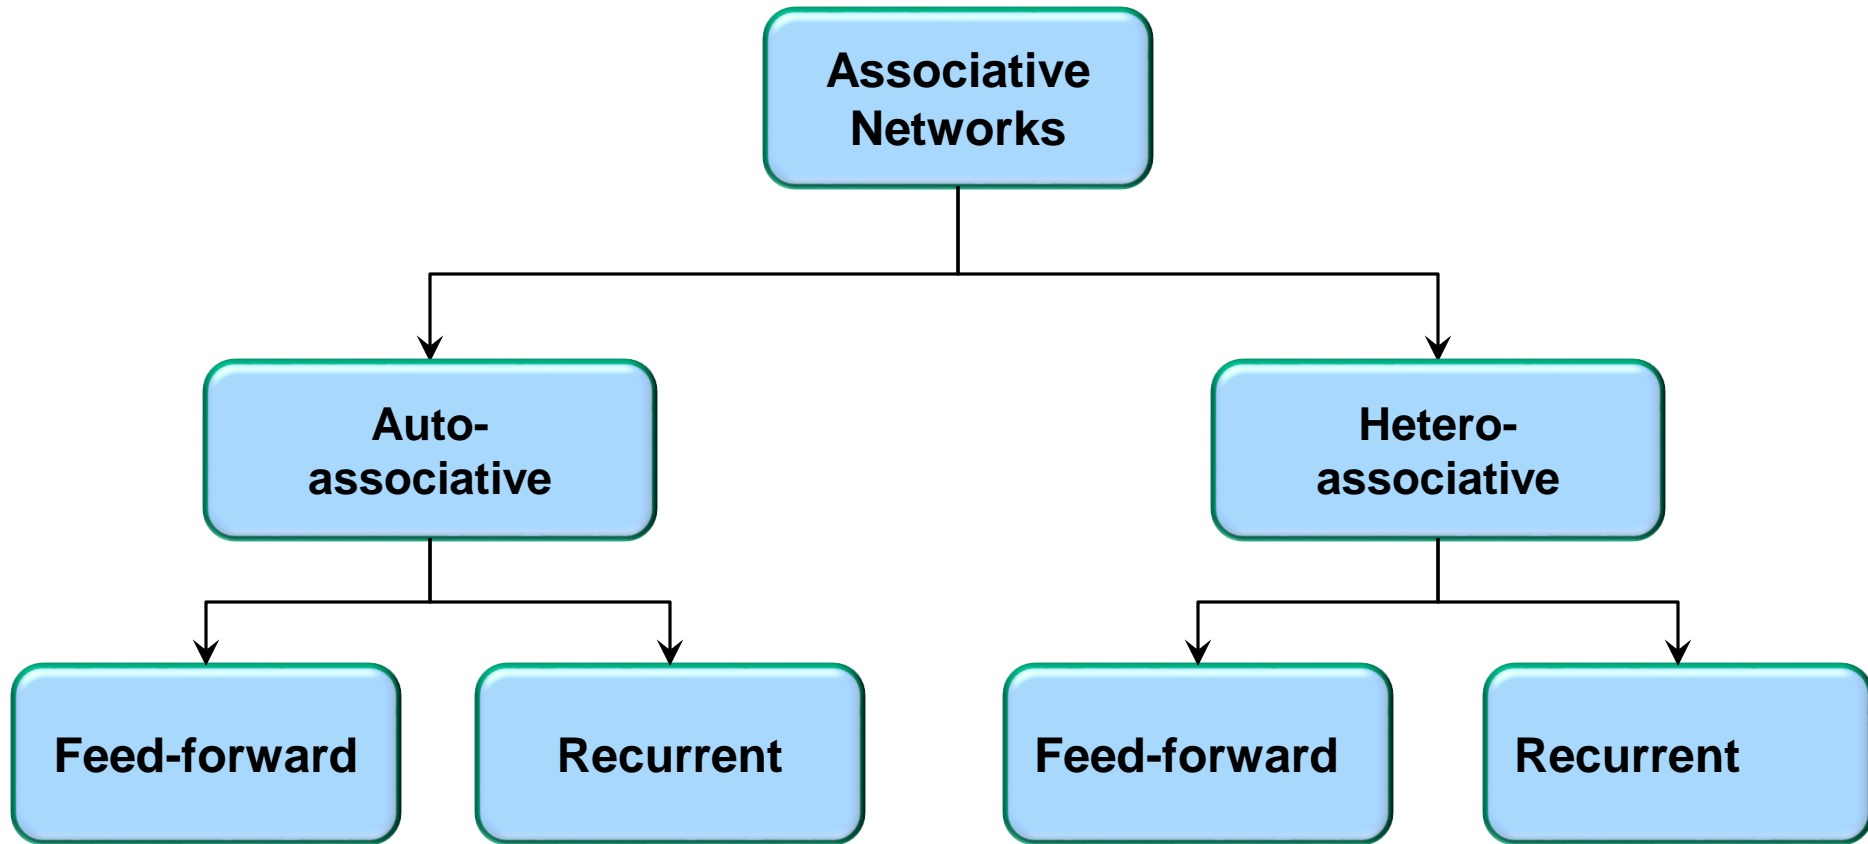 Associative
Networks
Auto-
associative
Hetero-
associative
Feed-forward
Recurrent
Feed-forward
Recurrent